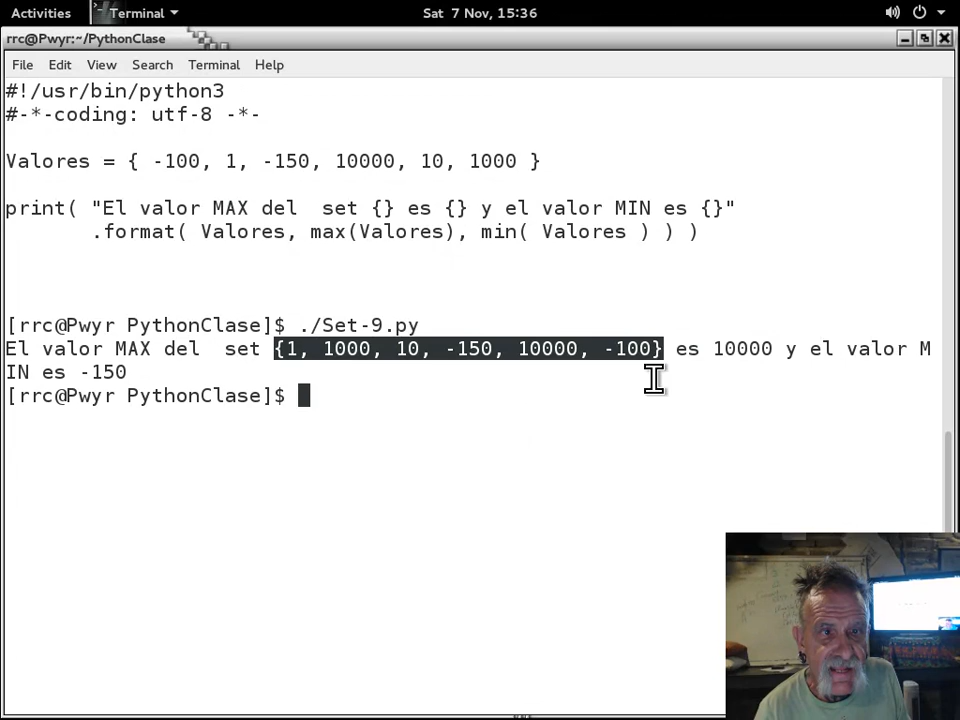 Activities Terminal Sat 7 Nov, 15:36
rrc@Pwyr:~/PythonClase
File Edit View Search Terminal Help
#!/usr/bin/python3
#-*-coding: utf-8 -*-
Valores = { -100, 1, -150, 10000, 10, 1000 }
print( "El valor MAX del  set {} es {} y el valor MIN es {}"
       .format( Valores, max(Valores), min( Valores ) ) )
[rrc@Pwyr PythonClase]$ ./Set-9.py
El valor MAX del  set {1, 1000, 10, -150, 10000, -100} es 10000 y el valor M
IN es -150
[rrc@Pwyr PythonClase]$